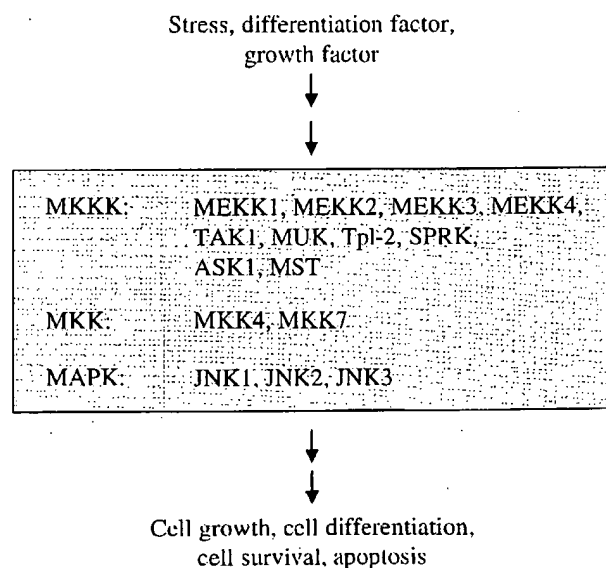 Stress, differentiation factor,
growth factor
MKKK: MEKK1, MEKK2, MEKK3, MEKK4,
TAK1, MUK, Tpl-2, SPRK,
ASK1, MST
MKK: MKK4, MKK7
MAPK: JNK1, JNK2, JNK3
Cell growth, cell differentiation,
cell survival, apoptosis